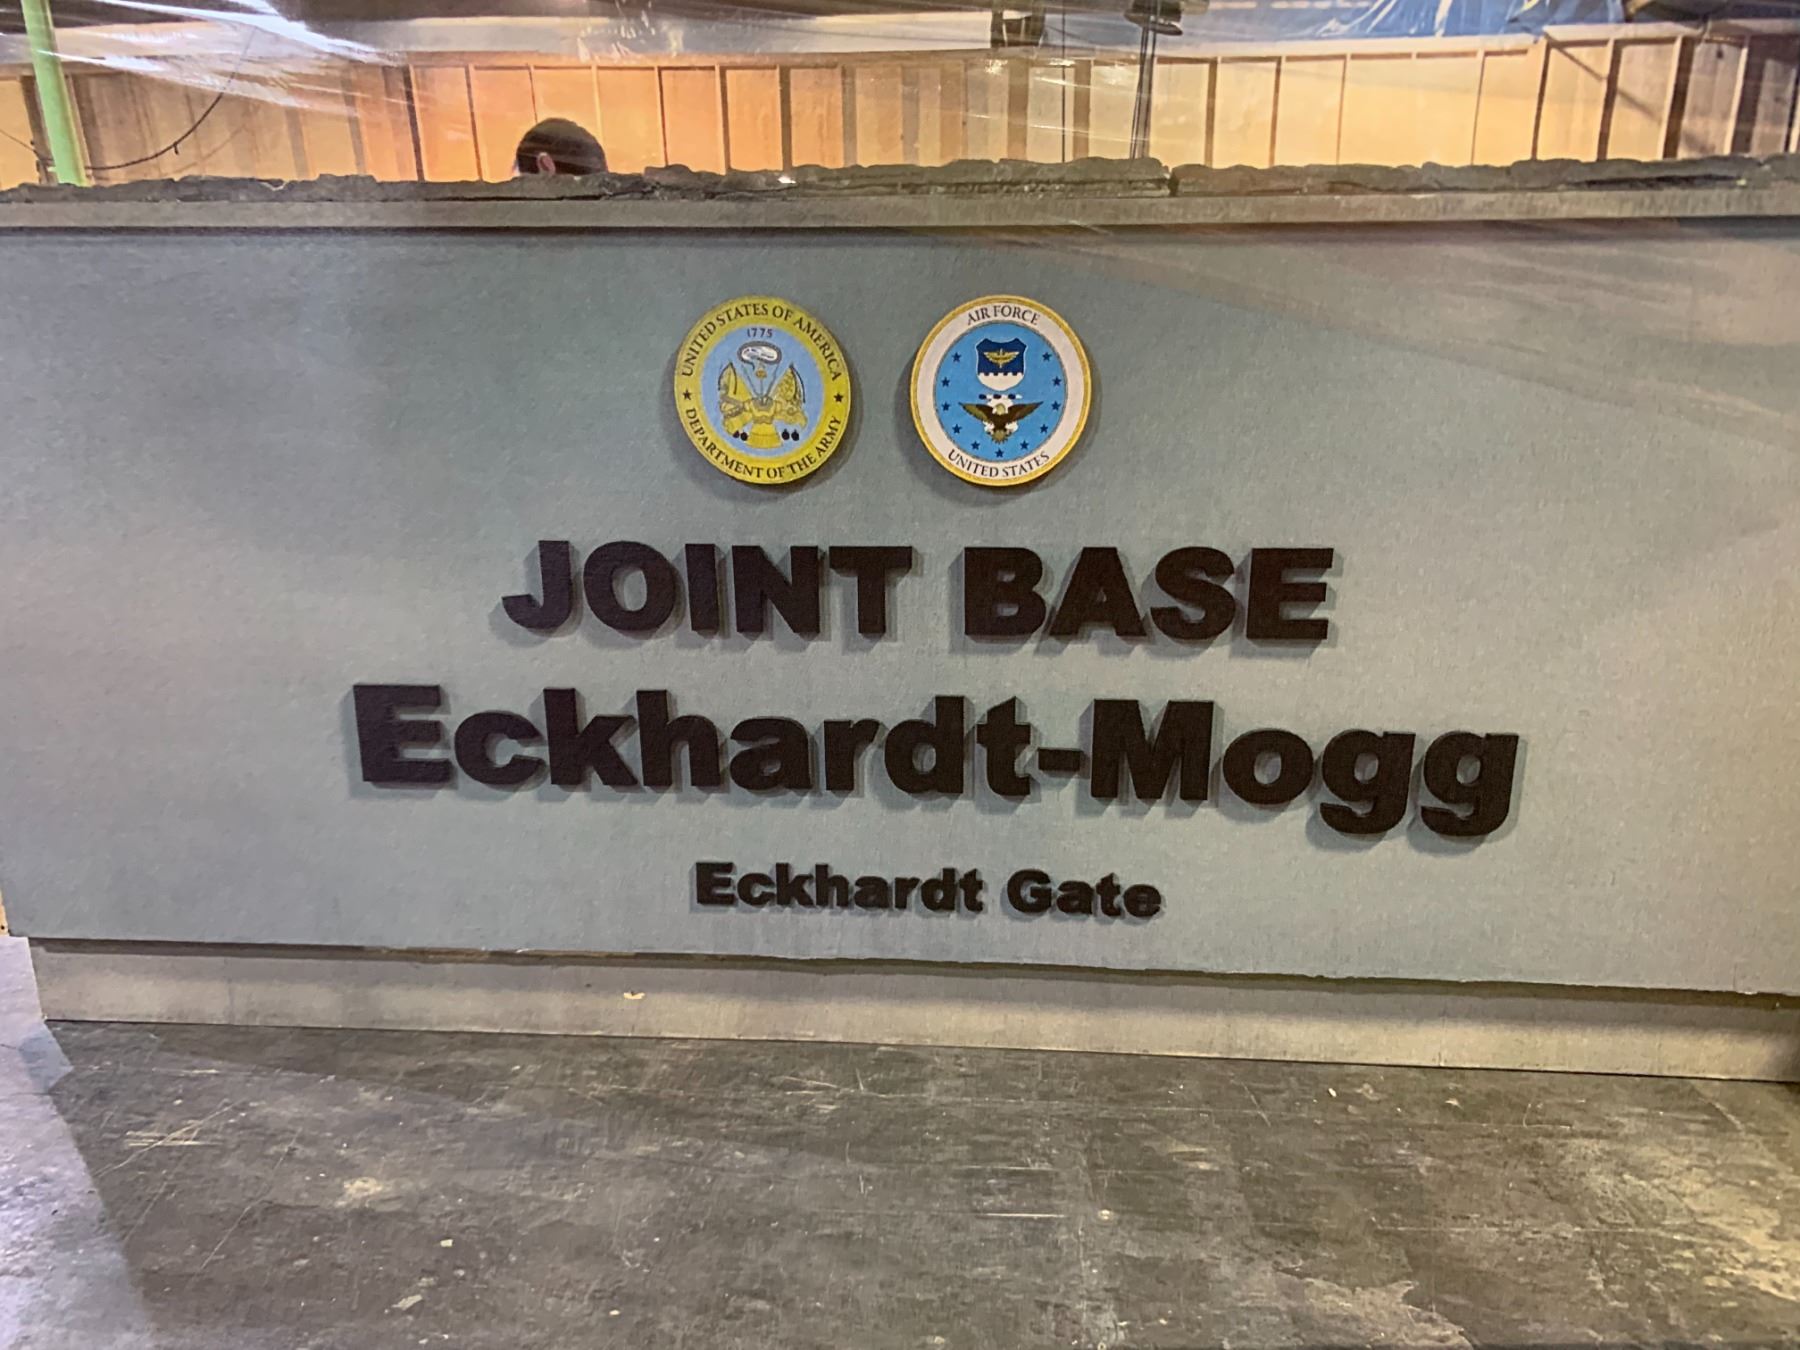 UNITED STATES OF AMERICA
1775
DEPARTMENT OF THE ARMY
AIR FORCE
UNITED STATES
JOINT BASE
Eckhardt-Mogg
Eckhardt Gate